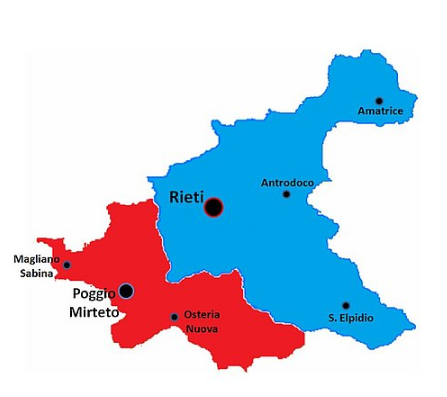 Amatrice
Antrodoco
Rieti
Magliano
Sabina
Poggio
Mirteto
Osteria
Nuova
S. Elpidio